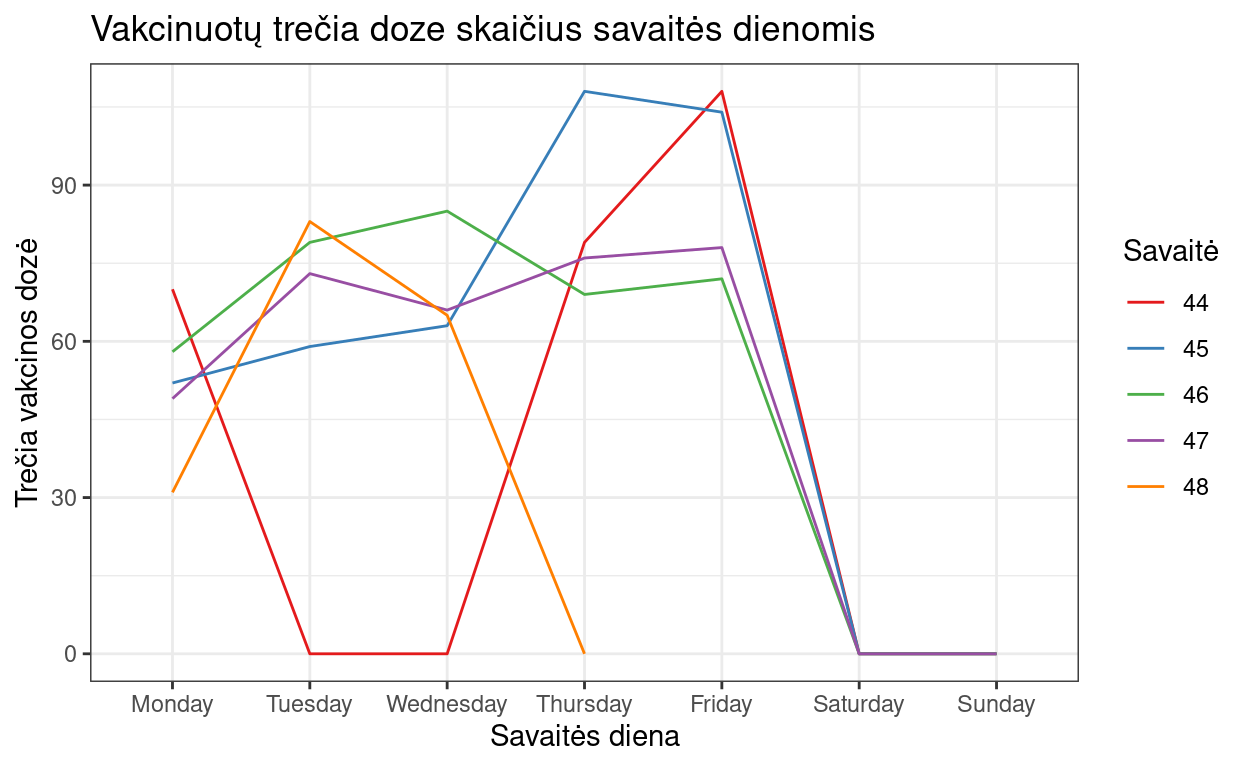 Vakcinuotų trečia doze skaičius savaitės dienomis
Trečia vakcinos dozė
90
60
30
0
Monday Tuesday Wednesday Thursday Friday Saturday Sunday
Savaitės diena
Savaitė
44
45
46
47
48